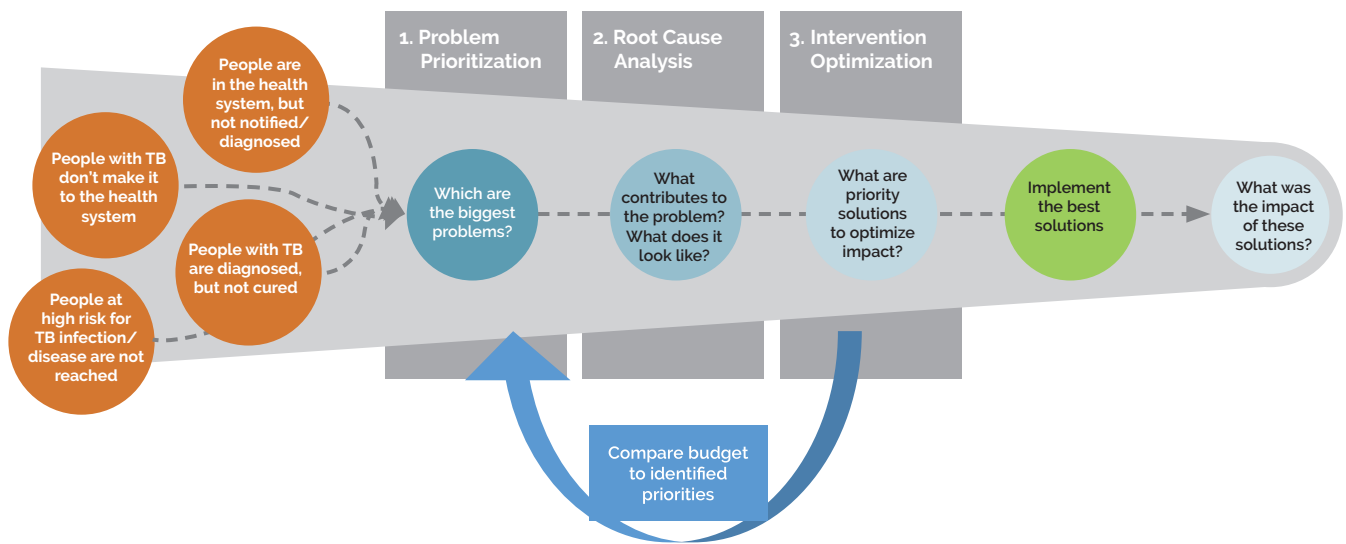 1. Problem
Prioritization
2. Root Cause
Analysis
3. Intervention
Optimization
People are
in the health
system, but
not notified/
diagnosed
People with TB
don't make it
to the health
system
People with TB
are diagnosed,
but not cured
People at
high risk for
TB infection/
disease are not
reached
Which are
the biggest
problems?
What
contributes to
the problem?
What does it
look like?
What are
priority
solutions
to optimize
impact?
Implement
the best
solutions
What was
the impact
of these
solutions?
Compare budget
to identified
priorities